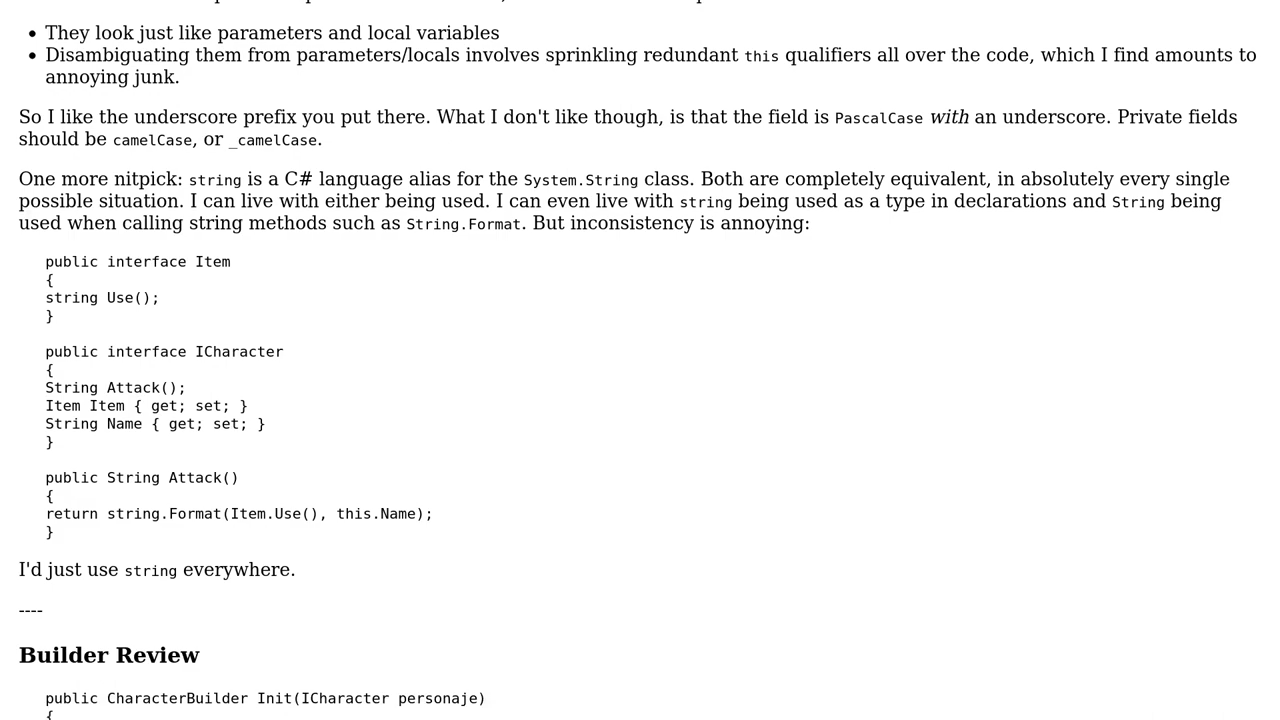 They look just like parameters and local variables
Disambiguating them from parameters/locals involves sprinkling redundant this qualifiers all over the code, which I find amounts to
annoying junk.
So I like the underscore prefix you put there. What I don't like though, is that the field is PascalCase with an underscore. Private fields
should be camelCase, or _camelCase.
One more nitpick: string is a C# language alias for the System.String class. Both are completely equivalent, in absolutely every single
possible situation. I can live with either being used. I can even live with string being used as a type in declarations and String being
used when calling string methods such as String.Format. But inconsistency is annoying:
public interface Item
{
string Use();
}
public interface ICharacter
{
String Attack();
Item Item { get; set; }
String Name { get; set; }
}
public String Attack()
{
return string.Format(Item.Use(), this.Name);
}
I'd just use string everywhere.
----
Builder Review
public CharacterBuilder Init(ICharacter personaje)
{